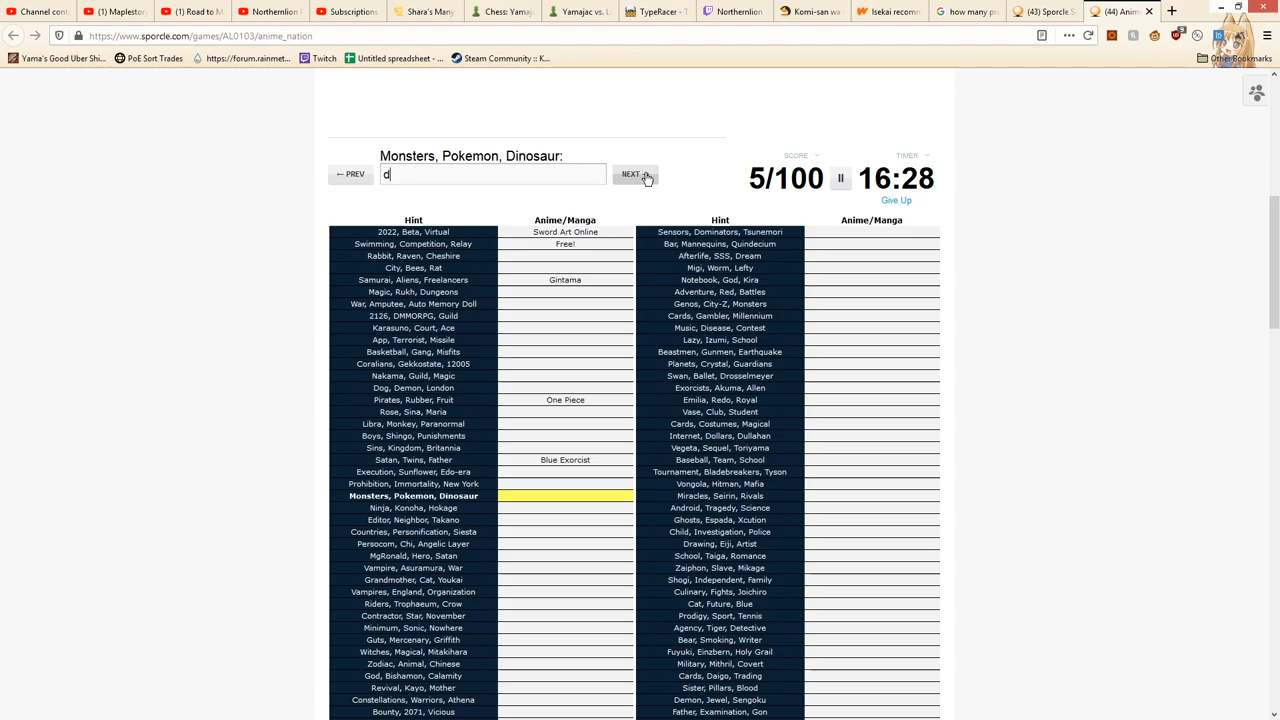 Channel cont
(1) Maplestor
(1) Road to M
Northernlion
Subscriptions
Shara's Many
Chess: Yamaja
Yamajac vs. L
TypeRacer - T
Northernlion
Komi-san wa
Isekai recomm
how many pr
(43) Sporcle S
(44) Anim
https://www.sporcle.com/games/AL0103/anime_nation
Yama's Good Uber Shi...
PoE Sort Trades
https://forum.rainmet...
Twitch
Untitled spreadsheet - ...
Steam Community :: K...
Other Bookmarks
Monsters, Pokemon, Dinosaur:
← PREV
d
NEXT →
SCORE
5/100
TIMER
16:28
Give Up
Hint Anime/Manga Hint Anime/Manga
2022, Beta, Virtual Sword Art Online Sensors, Dominators, Tsunemori
Swimming, Competition, Relay Free! Bar, Mannequins, Quindecium
Rabbit, Raven, Cheshire Afterlife, SSS, Dream
City, Bees, Rat Migi, Worm, Lefty
Samurai, Aliens, Freelancers Gintama Notebook, God, Kira
Magic, Rukh, Dungeons Adventure, Red, Battles
War, Amputee, Auto Memory Doll Genos, City-Z, Monsters
2126, DMMORPG, Guild Cards, Gambler, Millennium
Karasuno, Court, Ace Music, Disease, Contest
App, Terrorist, Missile Lazy, Izumi, School
Basketball, Gang, Misfits Beastmen, Gunmen, Earthquake
Coralians, Gekkostate, 12005 Planets, Crystal, Guardians
Nakama, Guild, Magic Swan, Ballet, Drosselmeyer
Dog, Demon, London Exorcists, Akuma, Allen
Pirates, Rubber, Fruit One Piece Emilia, Redo, Royal
Rose, Sina, Maria Vase, Club, Student
Libra, Monkey, Paranormal Cards, Costumes, Magical
Boys, Shingo, Punishments Internet, Dollars, Dullahan
Sins, Kingdom, Britannia Vegeta, Sequel, Toriyama
Satan, Twins, Father Blue Exorcist Baseball, Team, School
Execution, Sunflower, Edo-era Tournament, Bladebreakers, Tyson
Prohibition, Immortality, New York Vongola, Hitman, Mafia
Monsters, Pokemon, Dinosaur Miracles, Seirin, Rivals
Ninja, Konoha, Hokage Android, Tragedy, Science
Editor, Neighbor, Takano Ghosts, Espada, Xcution
Countries, Personification, Siesta Child, Investigation, Police
Persocom, Chi, Angelic Layer Drawing, Eiji, Artist
MgRonald, Hero, Satan School, Taiga, Romance
Vampire, Asuramura, War Zaiphon, Slave, Mikage
Grandmother, Cat, Youkai Shogi, Independent, Family
Vampires, England, Organization Culinary, Fights, Joichiro
Riders, Trophaeum, Crow Cat, Future, Blue
Contractor, Star, November Prodigy, Sport, Tennis
Minimum, Sonic, Nowhere Agency, Tiger, Detective
Guts, Mercenary, Griffith Bear, Smoking, Writer
Witches, Magical, Mitakihara Fuyuki, Einzbern, Holy Grail
Zodiac, Animal, Chinese Military, Mithril, Covert
God, Bishamon, Calamity Cards, Daigo, Trading
Revival, Kayo, Mother Sister, Pillars, Blood
Constellations, Warriors, Athena Demon, Jewel, Sengoku
Bounty, 2071, Vicious Father, Examination, Gon